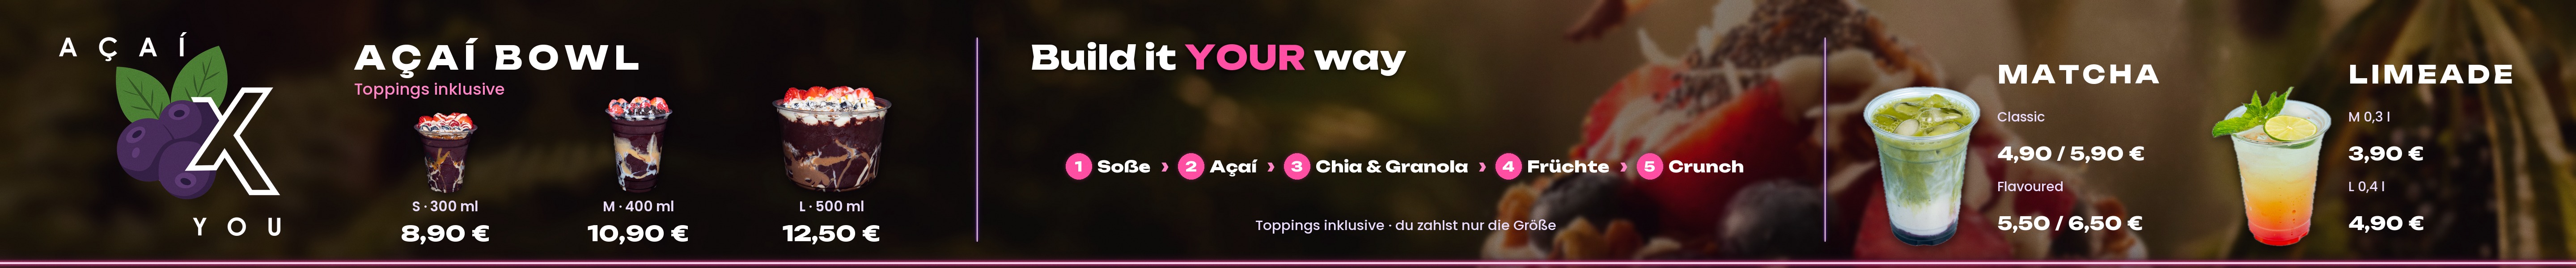 AÇAÍ
X
YOU
AÇAÍ BOWL
Toppings inklusive
S · 300 ml
8,90 €
M · 400 ml
10,90 €
L · 500 ml
12,50 €
Build it YOUR way
1 Soße › 2 Açaí › 3 Chia & Granola › 4 Früchte › 5 Crunch
Toppings inklusive · du zahlst nur die Größe
MATCHA
Classic
4,90 / 5,90 €
Flavoured
5,50 / 6,50 €
LIMEADE
M 0,3 l
3,90 €
L 0,4 l
4,90 €